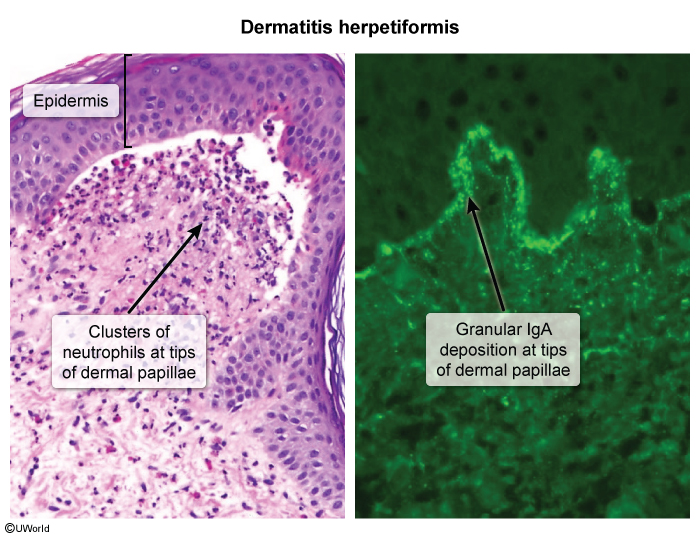 Dermatitis herpetiformis
Epidermis
Clusters of
neutrophils at tips
of dermal papillae
Granular IgA
deposition at tips
of dermal papillae
©UWorld